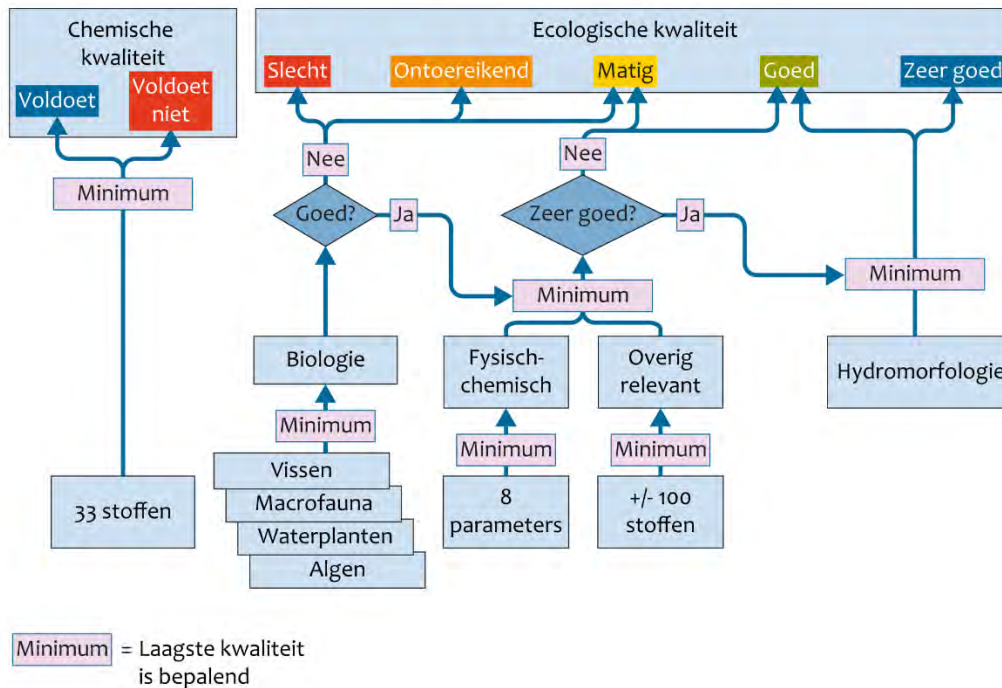 Chemische
kwaliteit
Voldoet
Voldoet
niet
Minimum
33 stoffen
Ecologische kwaliteit
Slecht
Ontoereikend
Matig
Goed
Zeer goed
Nee
Goed?
Ja
Nee
Zeer goed?
Ja
Minimum
Minimum
Biologie
Minimum
Vissen
Macrofauna
Waterplanten
Algen
Fysisch-
chemisch
Minimum
8
parameters
Overig
relevant
Minimum
+/- 100
stoffen
Hydromorfologie
Minimum = Laagste kwaliteit
is bepalend